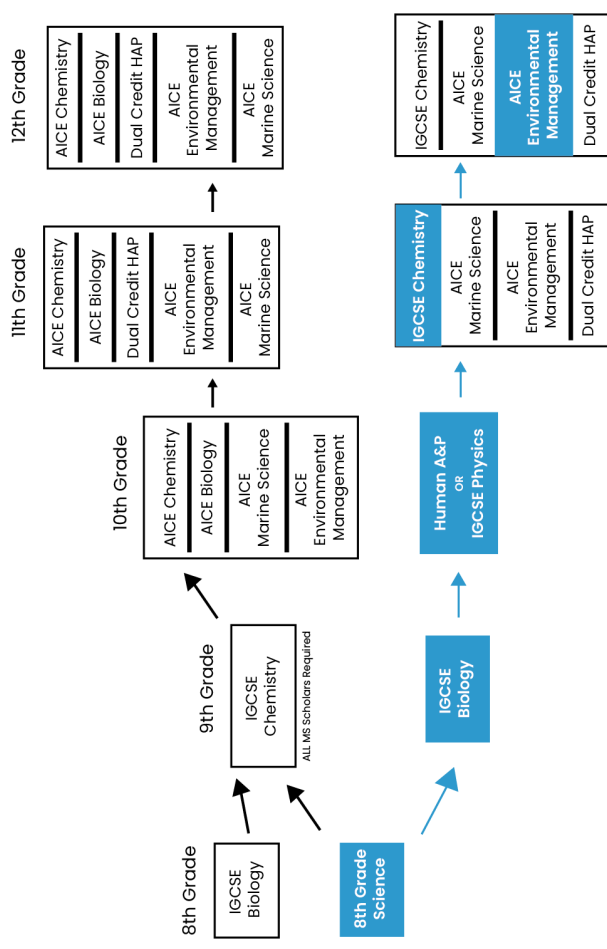 8th Grade
IGCSE
Biology
8th Grade
Science
9th Grade
IGCSE
Chemistry
ALL MS Scholars Required
IGCSE
Biology
10th Grade
AICE Chemistry
AICE Biology
AICE
Marine Science
AICE
Environmental
Management
Human A&P
OR
IGCSE Physics
11th Grade
AICE Chemistry
AICE Biology
Dual Credit HAP
AICE
Environmental
Management
AICE
Marine Science
IGCSE Chemistry
AICE
Marine Science
AICE
Environmental
Management
Dual Credit HAP
12th Grade
AICE Chemistry
AICE Biology
Dual Credit HAP
AICE
Environmental
Management
AICE
Marine Science
IGCSE Chemistry
AICE
Marine Science
AICE
Environmental
Management
Dual Credit HAP